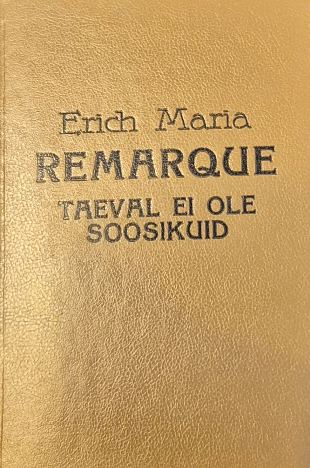 Erich Maria
REMARQUE
TAEVAL EI OLE
SOOSIKUID